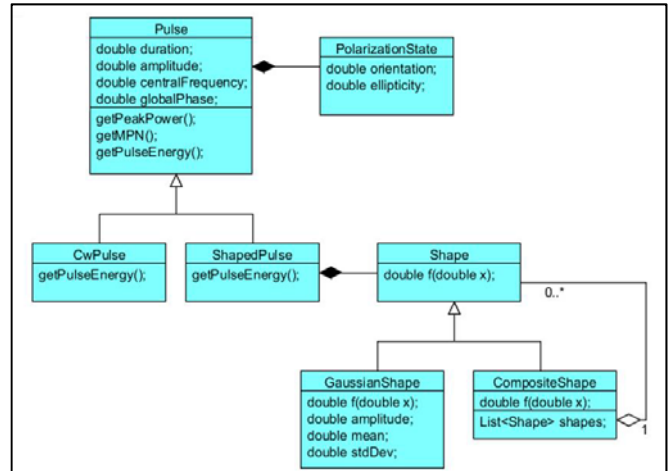 Pulse
double duration;
double amplitude;
double centralFrequency;
double globalPhase;
getPeakPower();
getMPN();
getPulseEnergy();
PolarizationState
double orientation;
double ellipticity;
CwPulse
getPulseEnergy();
ShapedPulse
getPulseEnergy();
Shape
double f(double x);
0..*
GaussianShape
double f(double x);
double amplitude;
double mean;
double stdDev;
CompositeShape
double f(double x);
List<Shape> shapes;
1